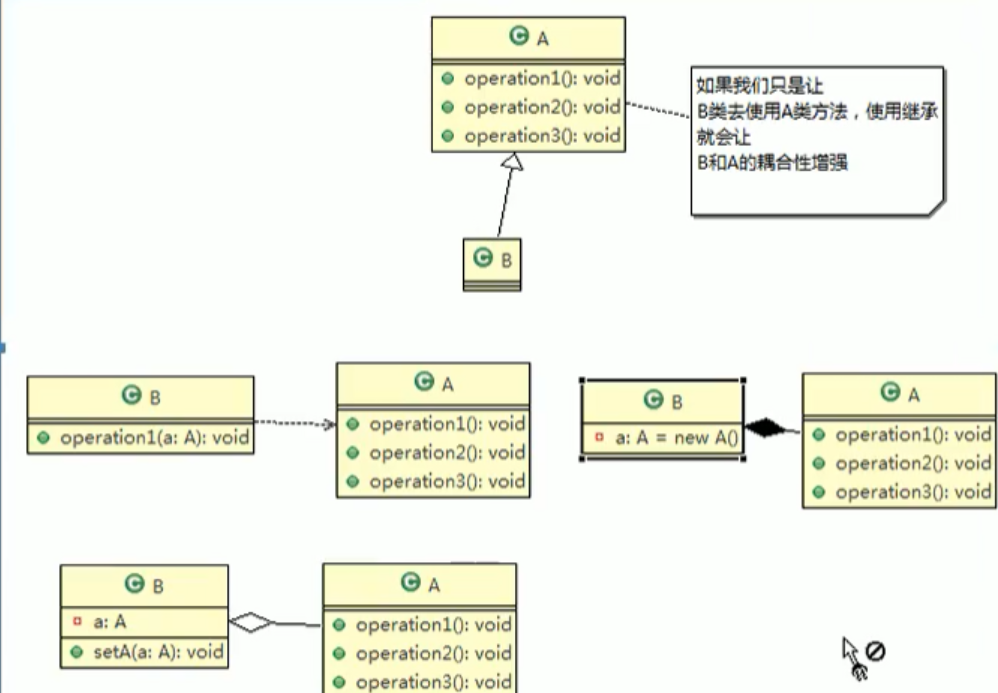 A
operation1(): void
operation2(): void
operation3(): void
如果我们只是让
B类去使用A类方法，使用继承
就会让
B和A的耦合性增强
B
B
operation1(a: A): void
A
operation1(): void
operation2(): void
operation3(): void
B
a: A = new A()
A
operation1(): void
operation2(): void
operation3(): void
B
a: A
setA(a: A): void
A
operation1(): void
operation2(): void
operation3(): void